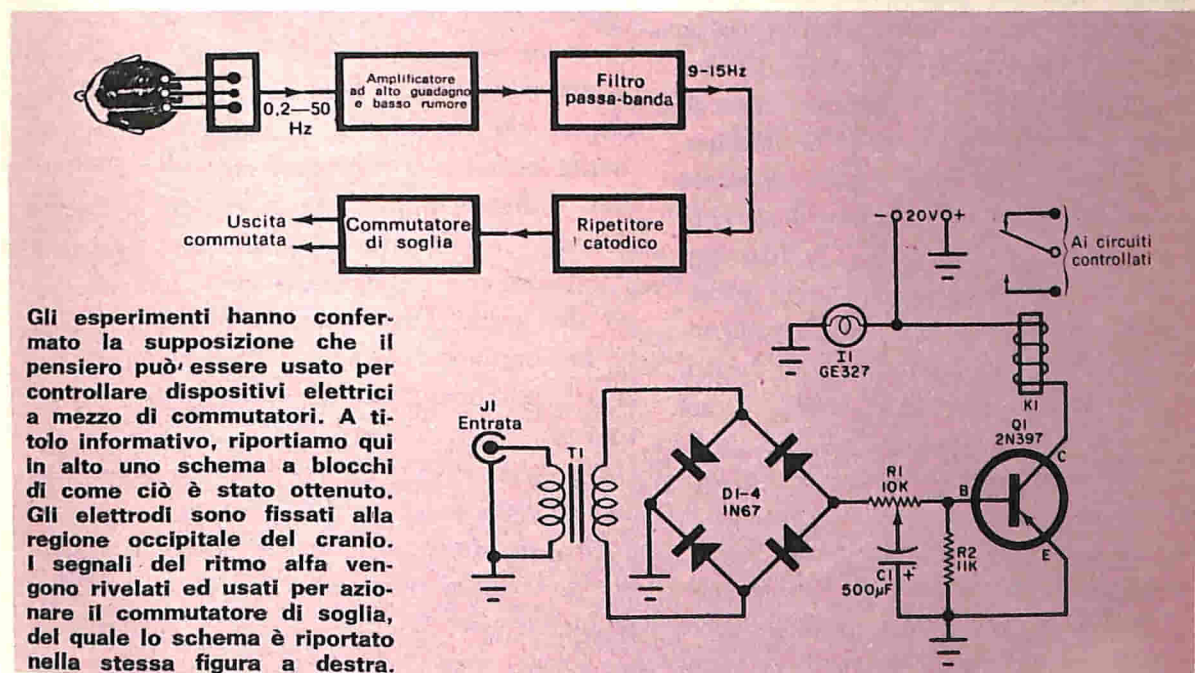 Amplificatore
ad alto guadagno
e basso rumore
Filtro
passa-banda
9-15Hz
0,2—50
Hz
Uscita
commutata
Commutatore
di soglia
Ripetitore
catodico
- 20V +
Ai circuiti
controllati
I1
GE327
K1
Q1
2N397
C
B
E
J1
Entrata
T1
D1-4
1N67
R1
10K
R2
11K
C1
500µF
+
Gli esperimenti hanno confer-
mato la supposizione che il
pensiero può essere usato per
controllare dispositivi elettrici
a mezzo di commutatori. A ti-
tolo informativo, riportiamo qui
in alto uno schema a blocchi
di come ciò è stato ottenuto.
Gli elettrodi sono fissati alla
regione occipitale del cranio.
I segnali del ritmo alfa ven-
gono rivelati ed usati per azio-
nare il commutatore di soglia,
del quale lo schema è riportato
nella stessa figura a destra.